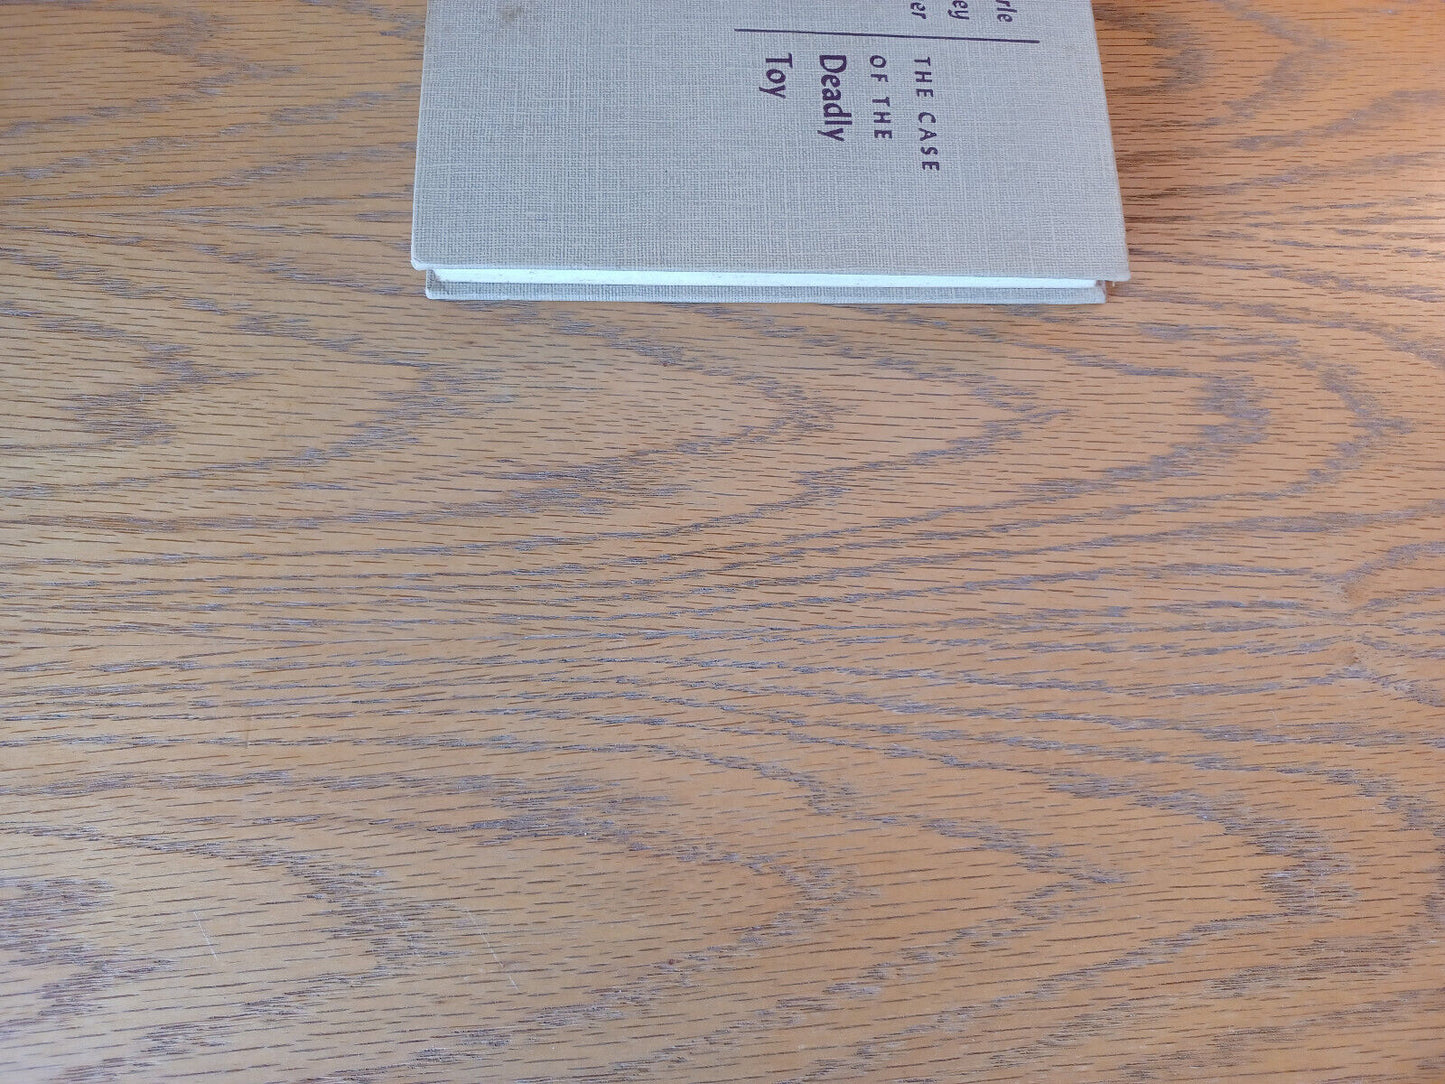 rle
ey
er
THE CASE
OF THE
Deadly
Toy